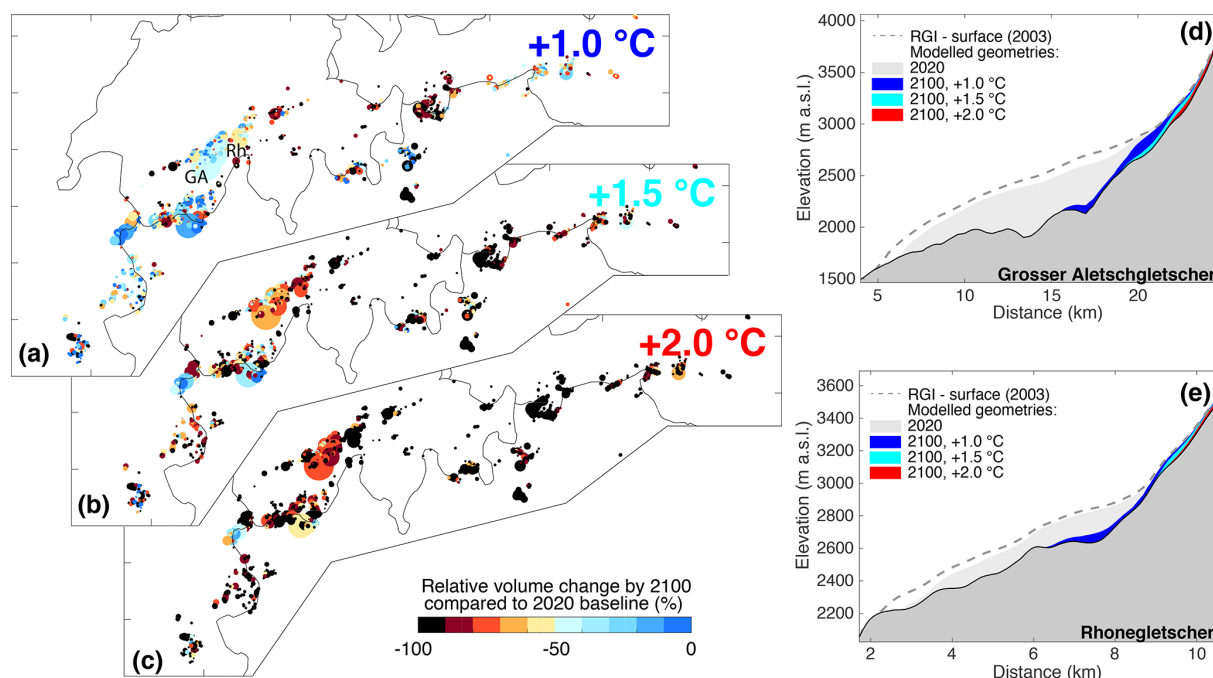 +1.0 °C
Rh.
GA
(a)
+1.5 °C
(b)
+2.0 °C
(c)
Relative volume change by 2100
compared to 2020 baseline (%)
-100 -50 0
(d)
RGI - surface (2003)
Modelled geometries:
2020
2100, +1.0 °C
2100, +1.5 °C
2100, +2.0 °C
4000
3500
3000
2500
2000
1500
Elevation (m a.s.l.)
Grosser Aletschgletscher
5 10 15 20
Distance (km)
(e)
RGI - surface (2003)
Modelled geometries:
2020
2100, +1.0 °C
2100, +1.5 °C
2100, +2.0 °C
3600
3400
3200
3000
2800
2600
2400
2200
Elevation (m a.s.l.)
Rhonegletscher
2 4 6 8 10
Distance (km)